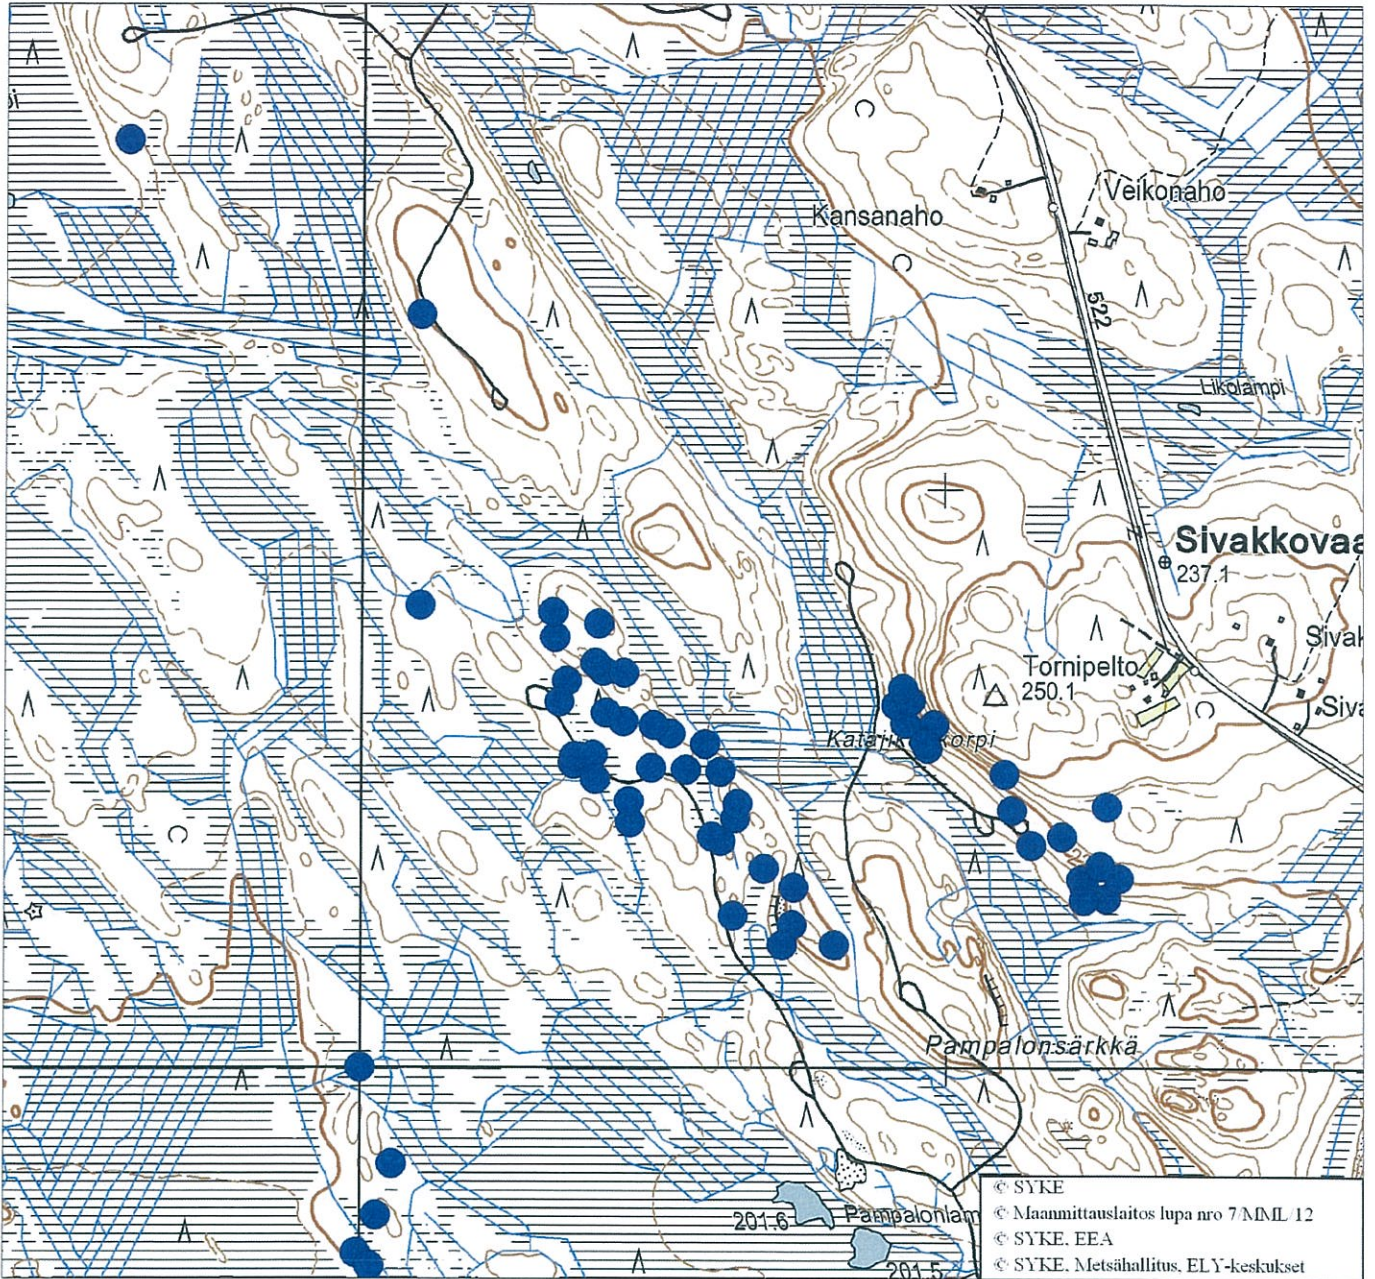 Veikonaho
Kansanaho
522
Likolampi
Sivakkovaa
237.1
Sivak
Tornipelto
250.1
Siva
Pampalonsärkkä
201.6
Pampalonlam
201.5
© SYKE
© Maanmittauslaitos lupa nro 7/MML/12
© SYKE, EEA
© SYKE, Metsähallitus, ELY-keskukset